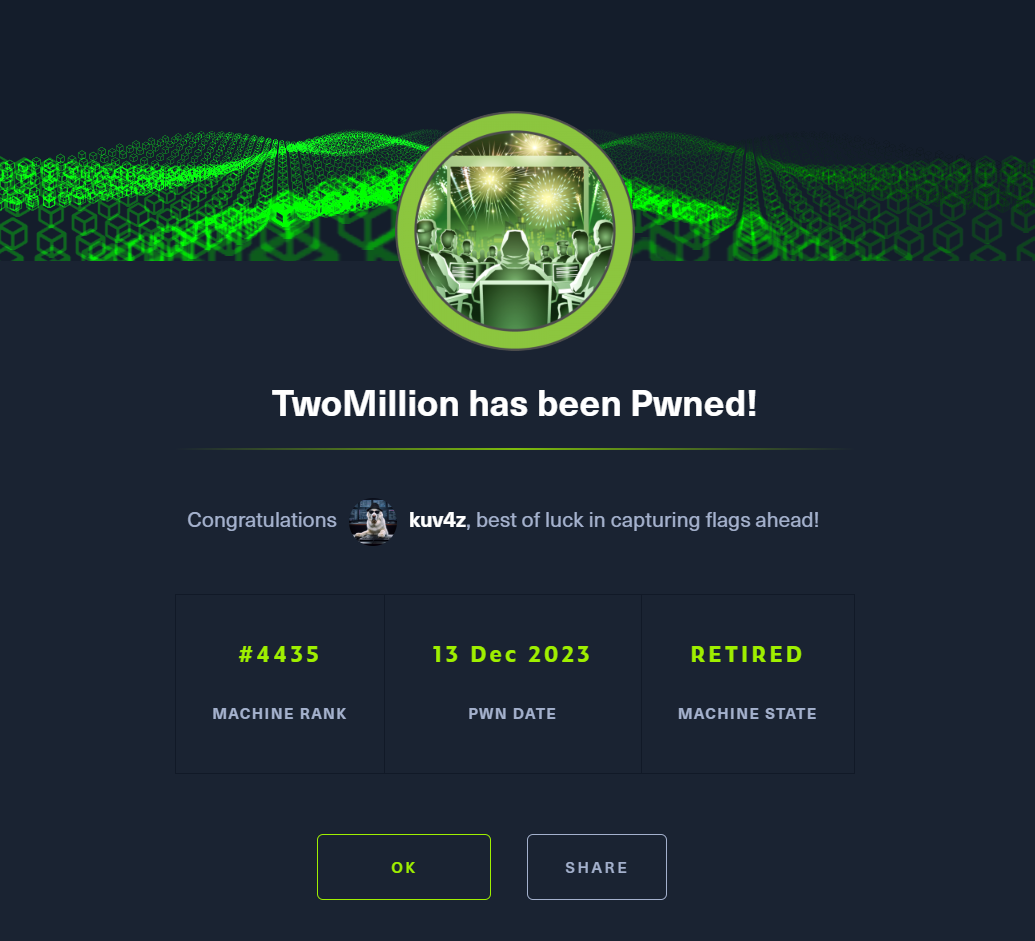 TwoMillion has been Pwned!
Congratulations kuv4z, best of luck in capturing flags ahead!
#4435 13 Dec 2023 RETIRED
MACHINE RANK PWN DATE MACHINE STATE
OK SHARE